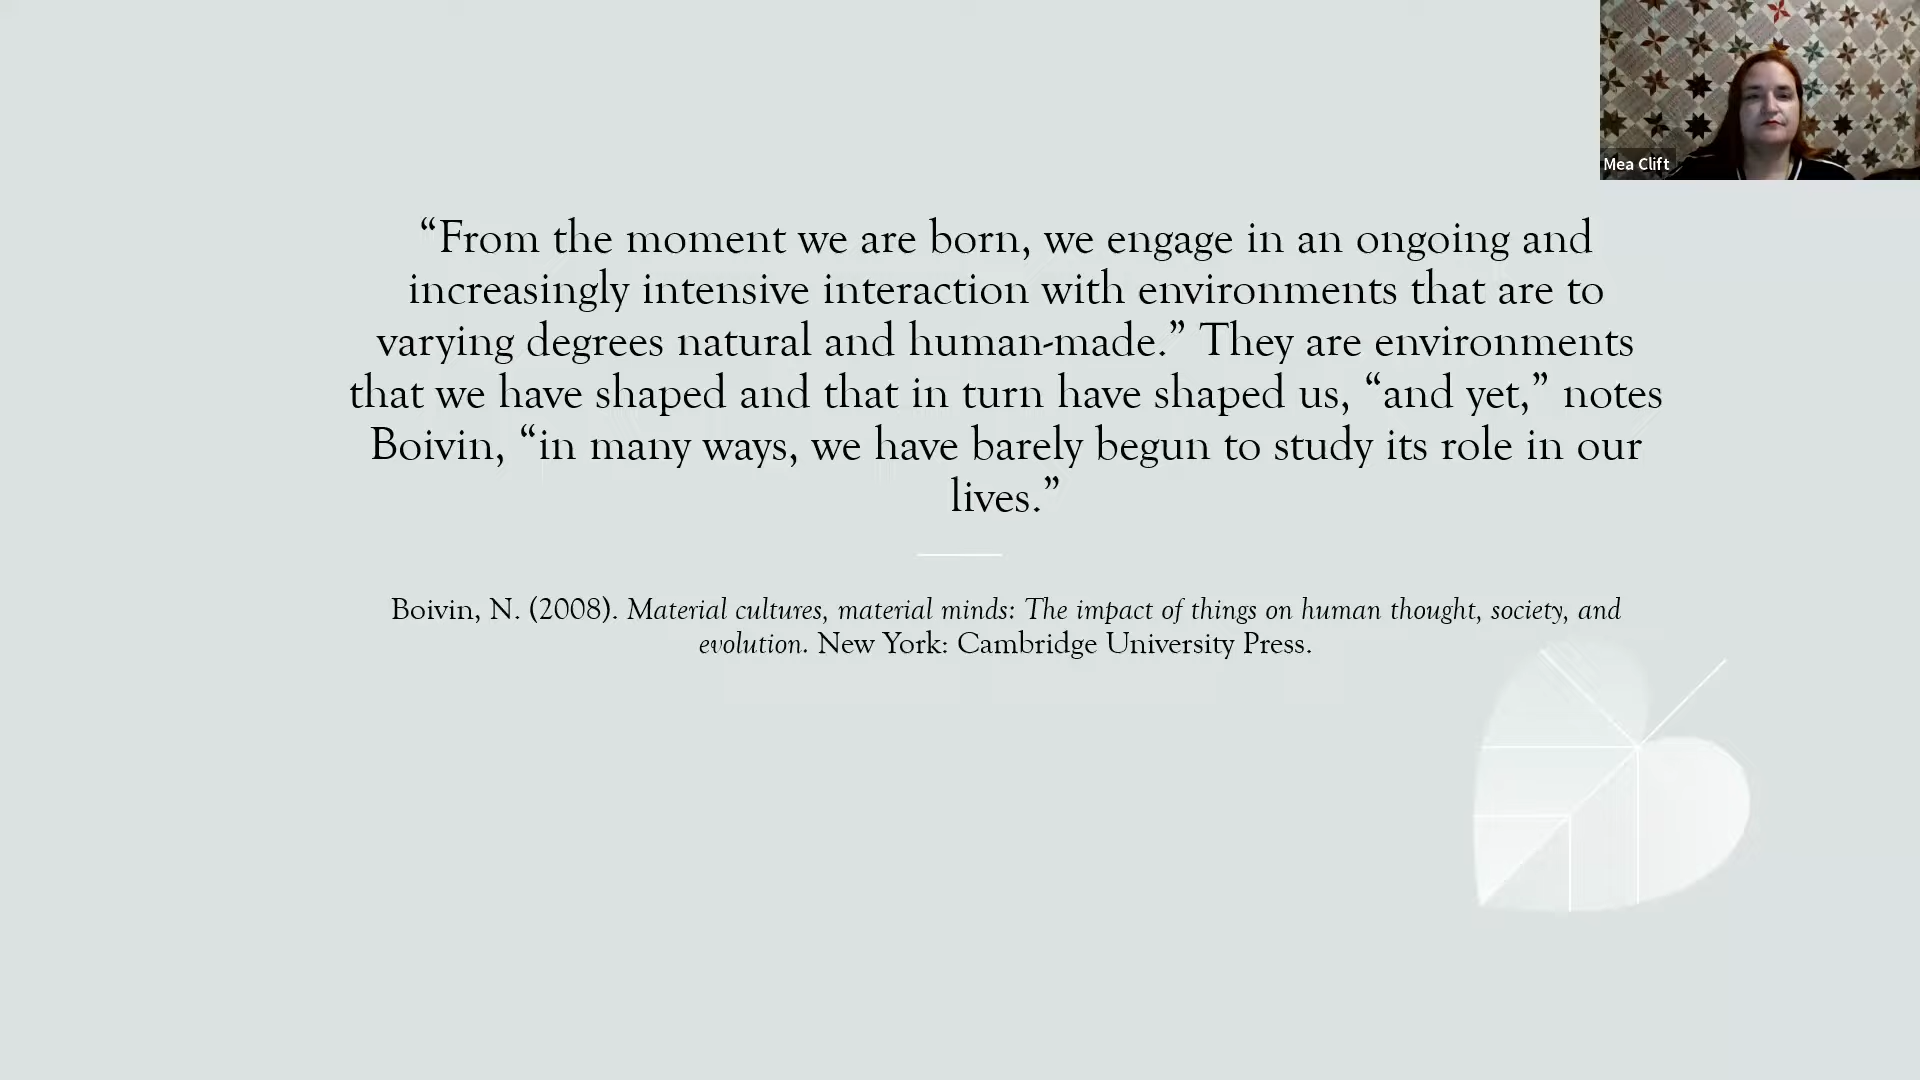 Mea Clift
“From the moment we are born, we engage in an ongoing and
increasingly intensive interaction with environments that are to
varying degrees natural and human-made.” They are environments
that we have shaped and that in turn have shaped us, “and yet,” notes
Boivin, “in many ways, we have barely begun to study its role in our
lives.”
Boivin, N. (2008). Material cultures, material minds: The impact of things on human thought, society, and
evolution. New York: Cambridge University Press.